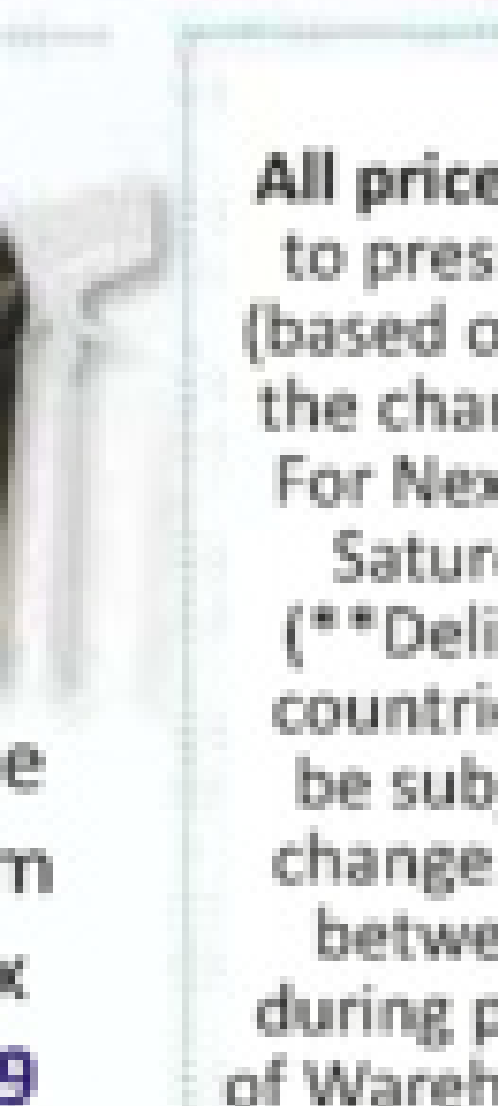 e
m
x
9
All price
to pres
(based o
the char
For Nex
Satur
(**Deli
countri
be sub
change
betwe
during p
of Wareh